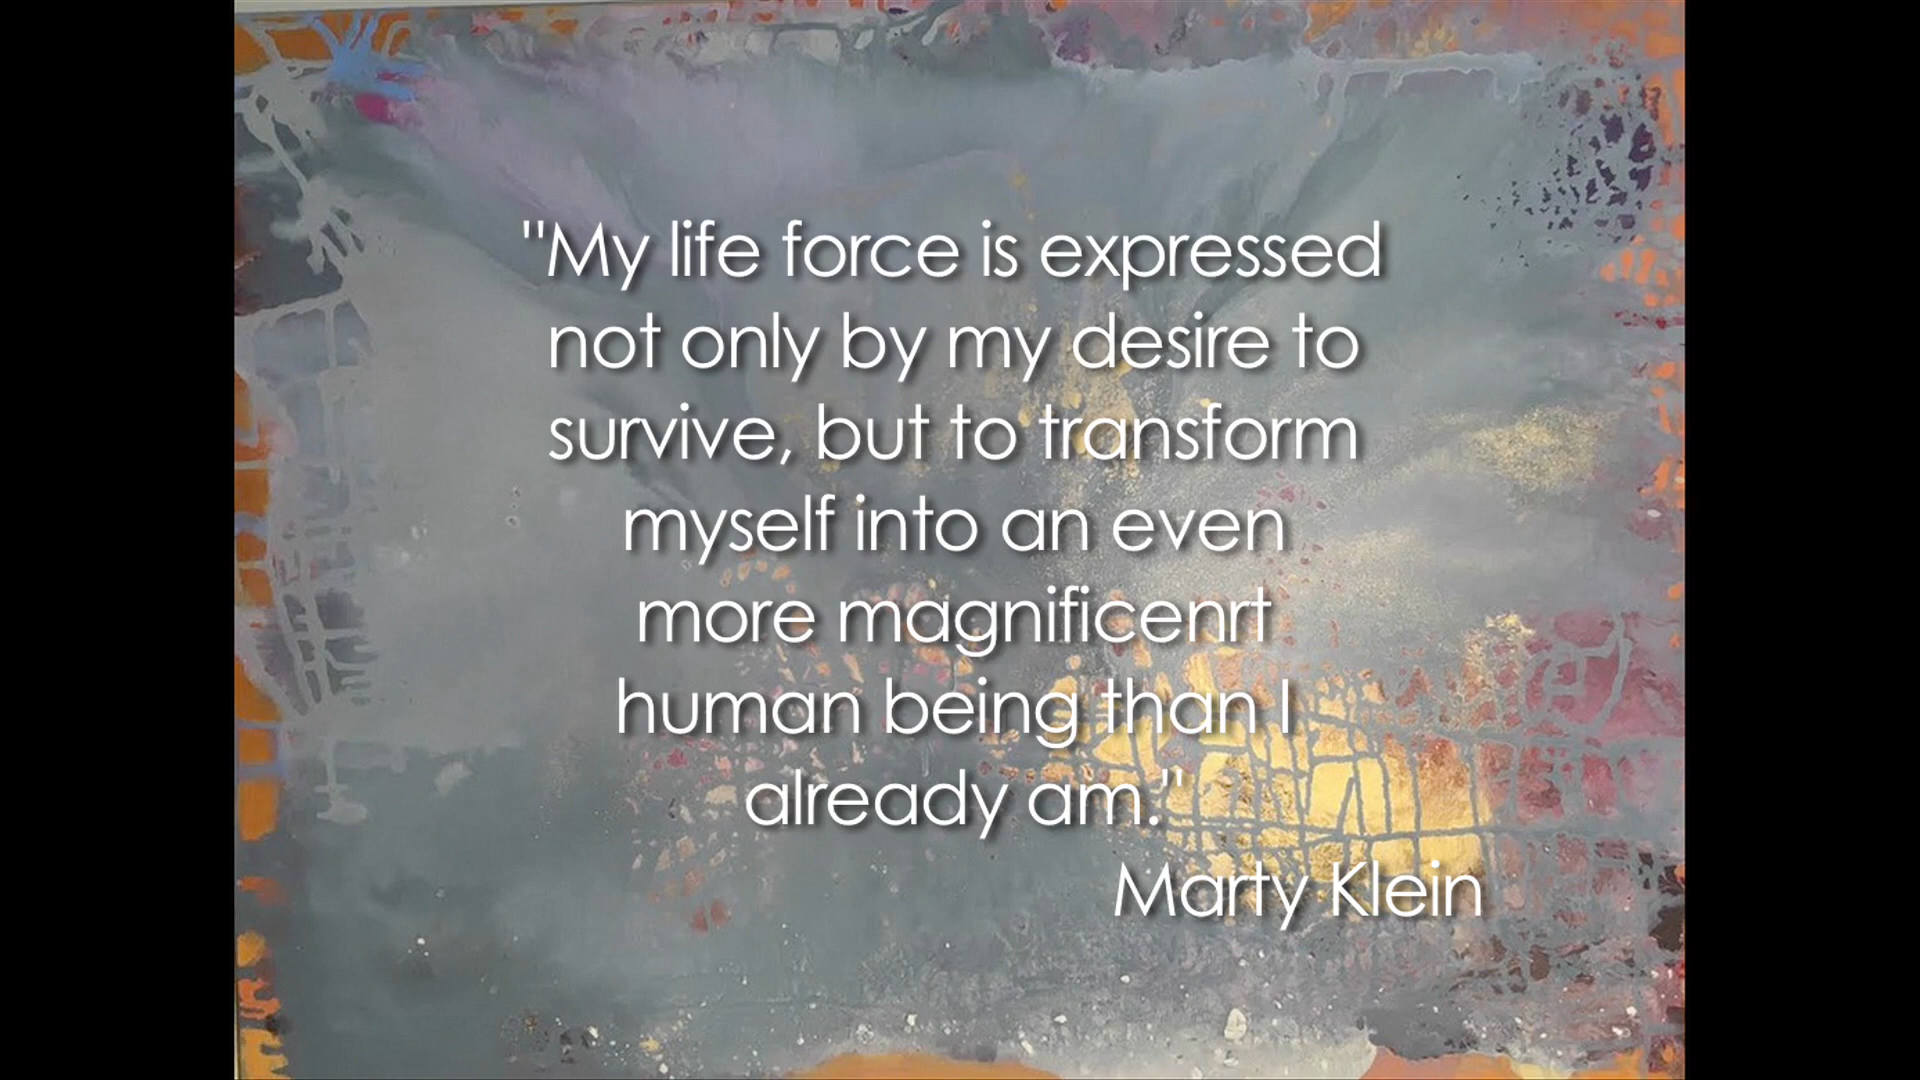 "My life force is expressed
not only by my desire to
survive, but to transform
myself into an even
more magnificenrt
human being than I
already am."
Marty Klein